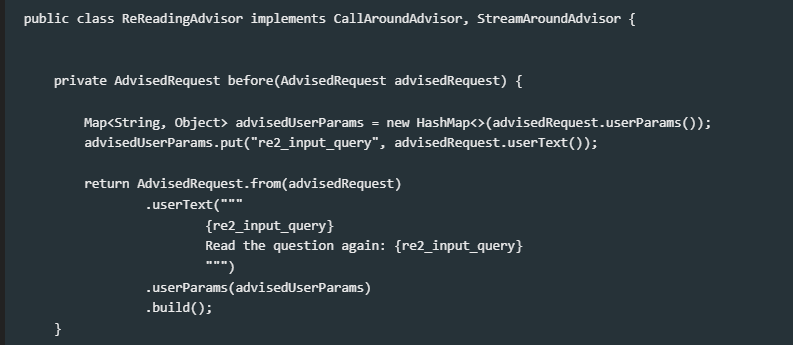 public class ReReadingAdvisor implements CallAroundAdvisor, StreamAroundAdvisor {
private AdvisedRequest before(AdvisedRequest advisedRequest) {
Map<String, Object> advisedUserParams = new HashMap<>(advisedRequest.userParams());
advisedUserParams.put("re2_input_query", advisedRequest.userText());
return AdvisedRequest.from(advisedRequest)
.userText("""
{re2_input_query}
Read the question again: {re2_input_query}
""")
.userParams(advisedUserParams)
.build();
}